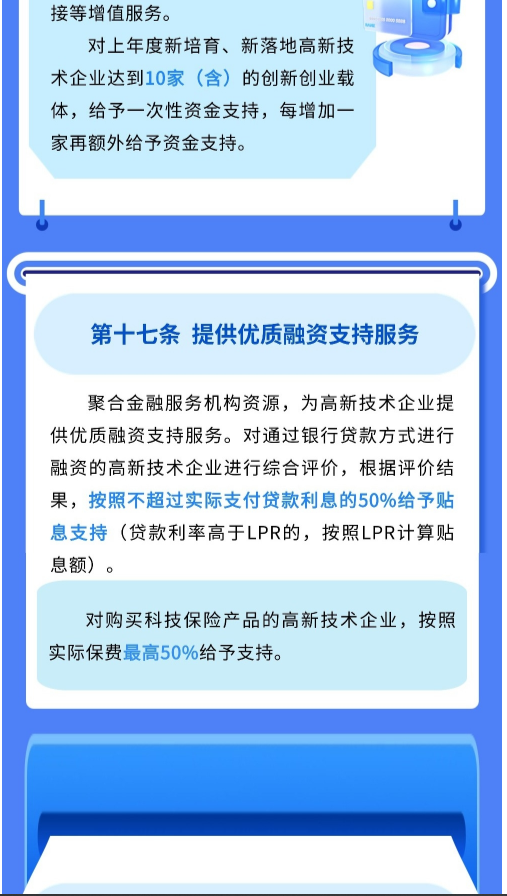 接等增值服务。
对上年度新培育、新落地高新技
术企业达到10家（含）的创新创业载
体，给予一次性资金支持，每增加一
家再额外给予资金支持。
第十七条 提供优质融资支持服务
聚合金融服务机构资源，为高新技术企业提
供优质融资支持服务。对通过银行贷款方式进行
融资的高新技术企业进行综合评价，根据评价结
果，按照不超过实际支付贷款利息的50%给予贴
息支持（贷款利率高于LPR的，按照LPR计算贴
息额）。
对购买科技保险产品的高新技术企业，按照
实际保费最高50%给予支持。